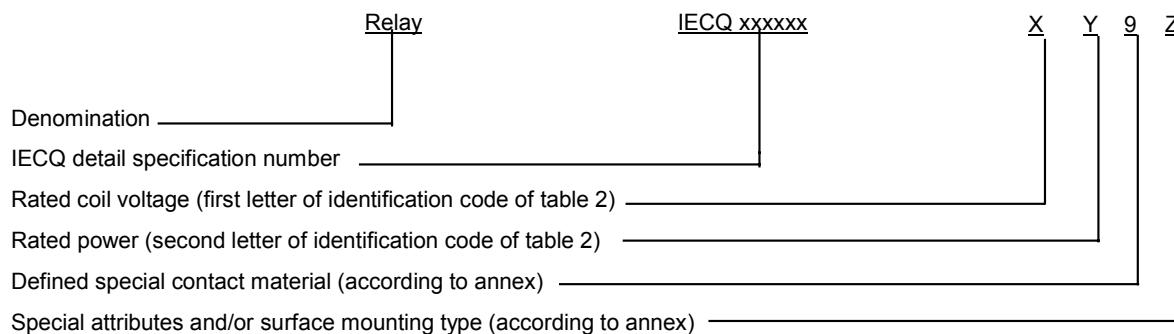 Relay IECQ xxxxxx X Y 9 Z
Denomination
IECQ detail specification number
Rated coil voltage (first letter of identification code of table 2)
Rated power (second letter of identification code of table 2)
Defined special contact material (according to annex)
Special attributes and/or surface mounting type (according to annex)